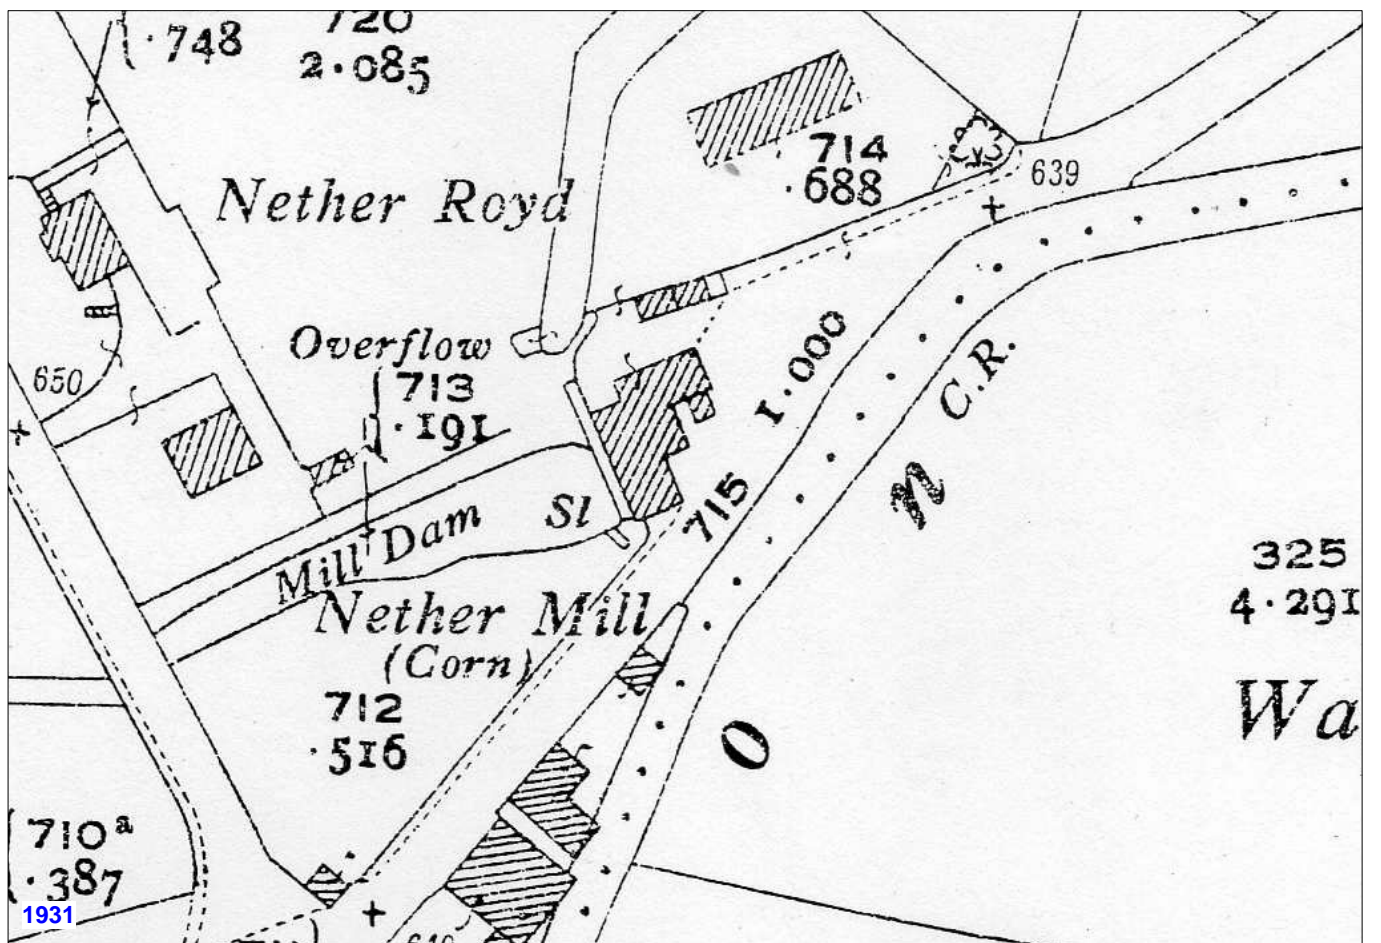 720
2·085
·748
714
·688
639
Nether Royd
Overflow
713
·191
650
1·000
C.R.
n
715
Sl
Mill Dam
Nether Mill
(Corn)
712
·516
325
4·291
Wa
O
710ª
·387
1931